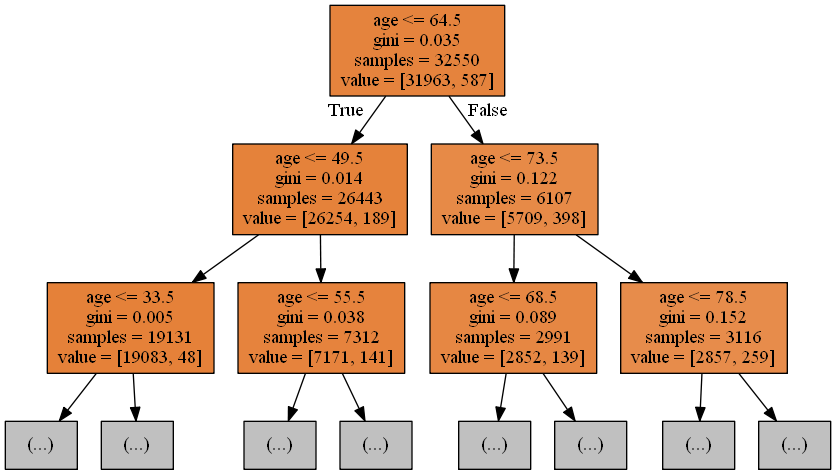 age <= 64.5
gini = 0.035
samples = 32550
value = [31963, 587]
True
False
age <= 49.5
gini = 0.014
samples = 26443
value = [26254, 189]
age <= 73.5
gini = 0.122
samples = 6107
value = [5709, 398]
age <= 33.5
gini = 0.005
samples = 19131
value = [19083, 48]
age <= 55.5
gini = 0.038
samples = 7312
value = [7171, 141]
age <= 68.5
gini = 0.089
samples = 2991
value = [2852, 139]
age <= 78.5
gini = 0.152
samples = 3116
value = [2857, 259]
(...)
(...)
(...)
(...)
(...)
(...)
(...)
(...)